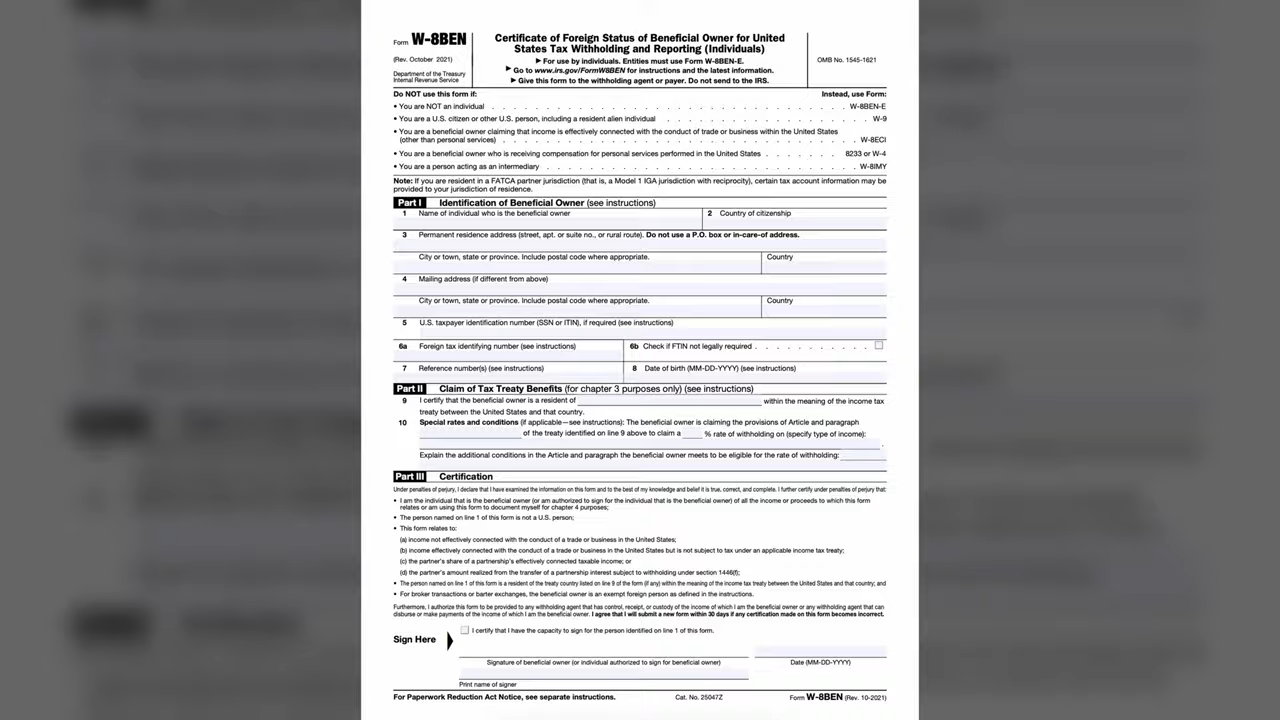 Form W-8BEN
(Rev. October 2021)
Department of the Treasury
Internal Revenue Service
Certificate of Foreign Status of Beneficial Owner for United
States Tax Withholding and Reporting (Individuals)
▶ For use by individuals. Entities must use Form W-8BEN-E.
▶ Go to www.irs.gov/FormW8BEN for instructions and the latest information.
▶ Give this form to the withholding agent or payer. Do not send to the IRS.
OMB No. 1545-1621
Do NOT use this form if: Instead, use Form:
• You are NOT an individual . . . . . . . . . . . . . . . . . . . . . . . . W-8BEN-E
• You are a U.S. citizen or other U.S. person, including a resident alien individual . . . . . . . . . . . . W-9
• You are a beneficial owner claiming that income is effectively connected with the conduct of trade or business within the United States
(other than personal services) . . . . . . . . . . . . . . . . . . . . . . . . W-8ECI
• You are a beneficial owner who is receiving compensation for personal services performed in the United States . . . . . . 8233 or W-4
• You are a person acting as an intermediary . . . . . . . . . . . . . . . . . . . . . W-8IMY
Note: If you are resident in a FATCA partner jurisdiction (that is, a Model 1 IGA jurisdiction with reciprocity), certain tax account information may be
provided to your jurisdiction of residence.
Part I Identification of Beneficial Owner (see instructions)
1 Name of individual who is the beneficial owner
2 Country of citizenship
3 Permanent residence address (street, apt. or suite no., or rural route). Do not use a P.O. box or in-care-of address.
City or town, state or province. Include postal code where appropriate.
Country
4 Mailing address (if different from above)
City or town, state or province. Include postal code where appropriate.
Country
5 U.S. taxpayer identification number (SSN or ITIN), if required (see instructions)
6a Foreign tax identifying number (see instructions)
6b Check if FTIN not legally required . . . . . . . . . . .
7 Reference number(s) (see instructions)
8 Date of birth (MM-DD-YYYY) (see instructions)
Part II Claim of Tax Treaty Benefits (for chapter 3 purposes only) (see instructions)
9 I certify that the beneficial owner is a resident of within the meaning of the income tax
treaty between the United States and that country.
10 Special rates and conditions (if applicable—see instructions): The beneficial owner is claiming the provisions of Article and paragraph
of the treaty identified on line 9 above to claim a % rate of withholding on (specify type of income):
.
Explain the additional conditions in the Article and paragraph the beneficial owner meets to be eligible for the rate of withholding:
Part III Certification
Under penalties of perjury, I declare that I have examined the information on this form and to the best of my knowledge and belief it is true, correct, and complete. I further certify under penalties of perjury that:
• I am the individual that is the beneficial owner (or am authorized to sign for the individual that is the beneficial owner) of all the income or proceeds to which this form
relates or am using this form to document myself for chapter 4 purposes;
• The person named on line 1 of this form is not a U.S. person;
• This form relates to:
(a) income not effectively connected with the conduct of a trade or business in the United States;
(b) income effectively connected with the conduct of a trade or business in the United States but is not subject to tax under an applicable income tax treaty;
(c) the partner's share of a partnership's effectively connected taxable income; or
(d) the partner's amount realized from the transfer of a partnership interest subject to withholding under section 1446(f);
• The person named on line 1 of this form is a resident of the treaty country listed on line 9 of the form (if any) within the meaning of the income tax treaty between the United States and that country; and
• For broker transactions or barter exchanges, the beneficial owner is an exempt foreign person as defined in the instructions.
Furthermore, I authorize this form to be provided to any withholding agent that has control, receipt, or custody of the income of which I am the beneficial owner or any withholding agent that can
disburse or make payments of the income of which I am the beneficial owner. I agree that I will submit a new form within 30 days if any certification made on this form becomes incorrect.
Sign Here
I certify that I have the capacity to sign for the person identified on line 1 of this form.
Signature of beneficial owner (or individual authorized to sign for beneficial owner)
Date (MM-DD-YYYY)
Print name of signer
For Paperwork Reduction Act Notice, see separate instructions. Cat. No. 25047Z Form W-8BEN (Rev. 10-2021)